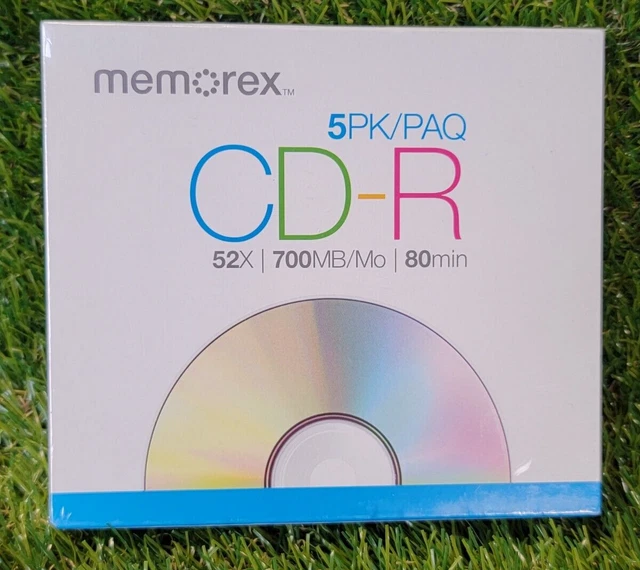 memorex™
5PK/PAQ
CD-R
52X | 700MB/Mo | 80min